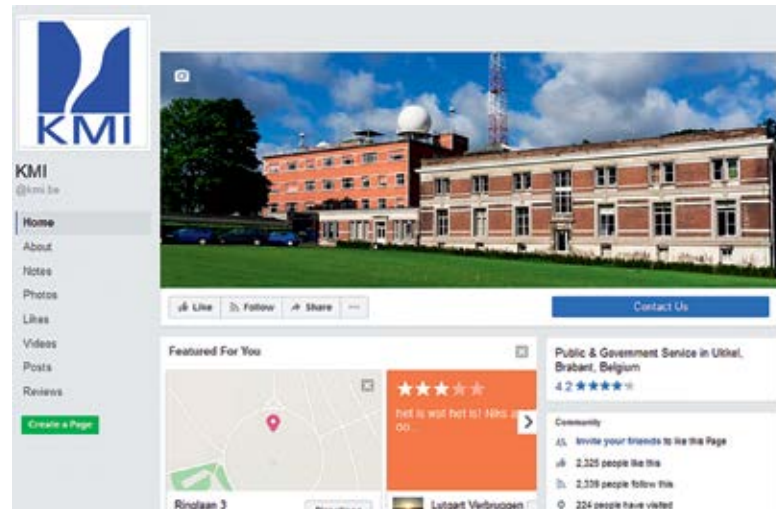 KMI
KMI
@kmi.be
Home
About
Notes
Photos
Likes
Videos
Posts
Reviews
Create a Page
Like Follow Share
Contact Us
Featured For You
het is wat het is! Niks a
oo...
Ringlaan 3
Lutgart Verbruggen
Public & Government Service in Ukkel,
Brabant, Belgium
4.2
Community
Invite your friends to like this Page
2,325 people like this
2,339 people follow this
224 people have visited